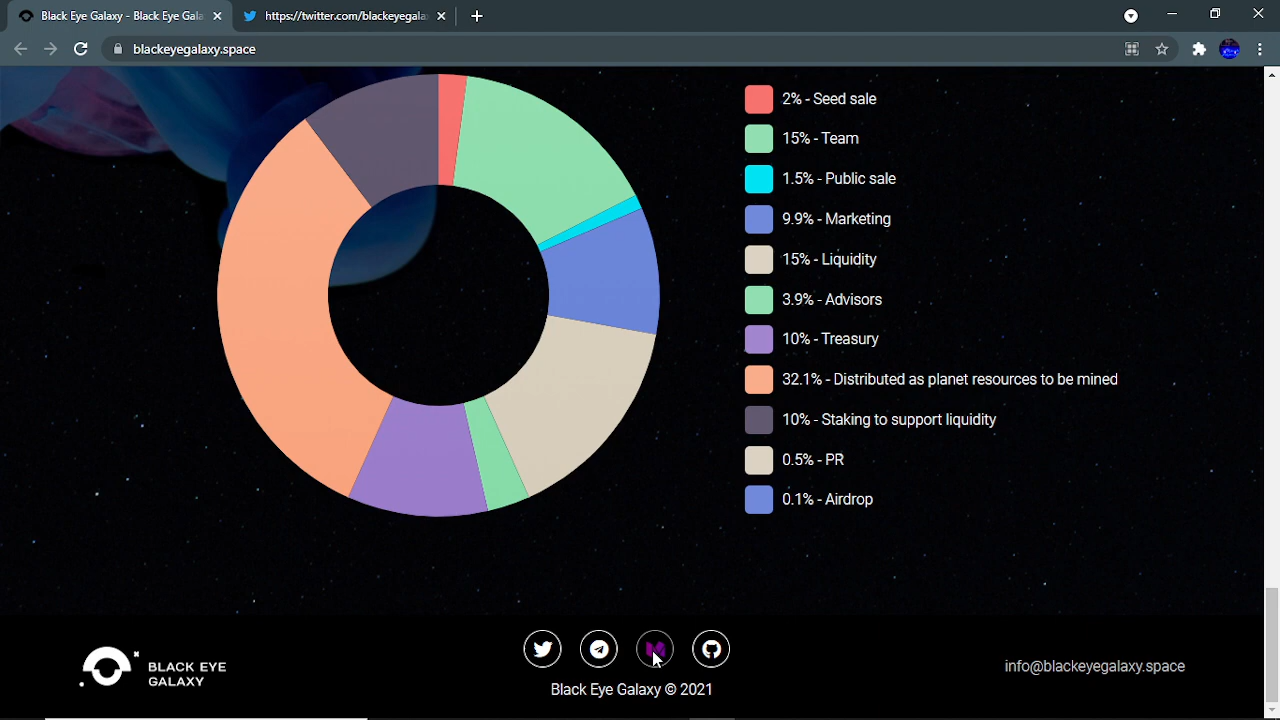 Black Eye Galaxy - Black Eye Gala
https://twitter.com/blackeyegala
blackeyegalaxy.space
2% - Seed sale
15% - Team
1.5% - Public sale
9.9% - Marketing
15% - Liquidity
3.9% - Advisors
10% - Treasury
32.1% - Distributed as planet resources to be mined
10% - Staking to support liquidity
0.5% - PR
0.1% - Airdrop
BLACK EYE
GALAXY
Black Eye Galaxy © 2021
info@blackeyegalaxy.space